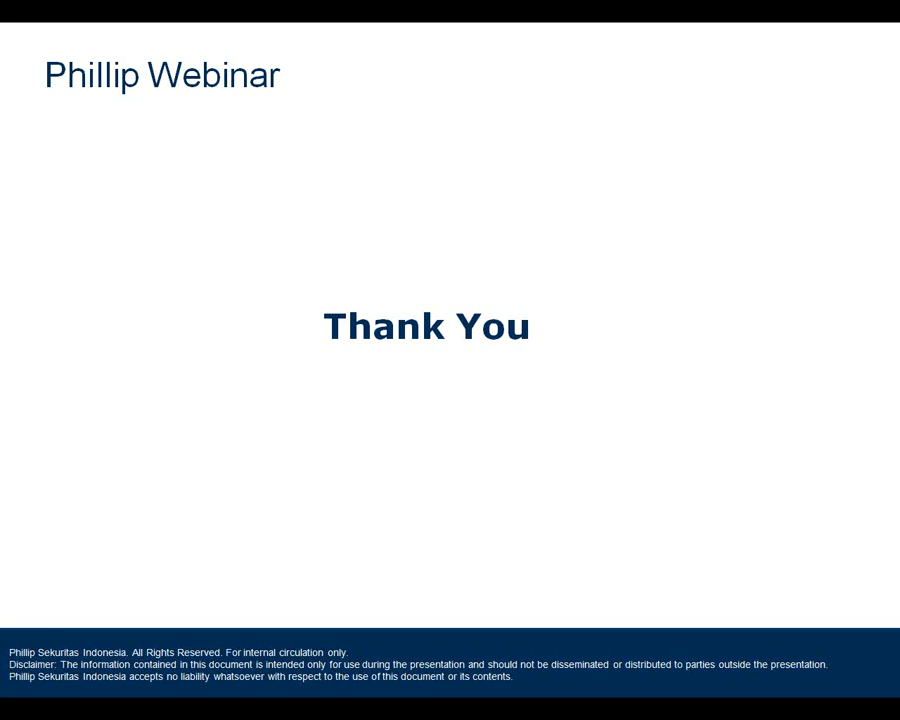 Phillip Webinar
Thank You
Phillip Sekuritas Indonesia. All Rights Reserved. For internal circulation only.
Disclaimer: The information contained in this document is intended only for use during the presentation and should not be disseminated or distributed to parties outside the presentation.
Phillip Sekuritas Indonesia accepts no liability whatsoever with respect to the use of this document or its contents.